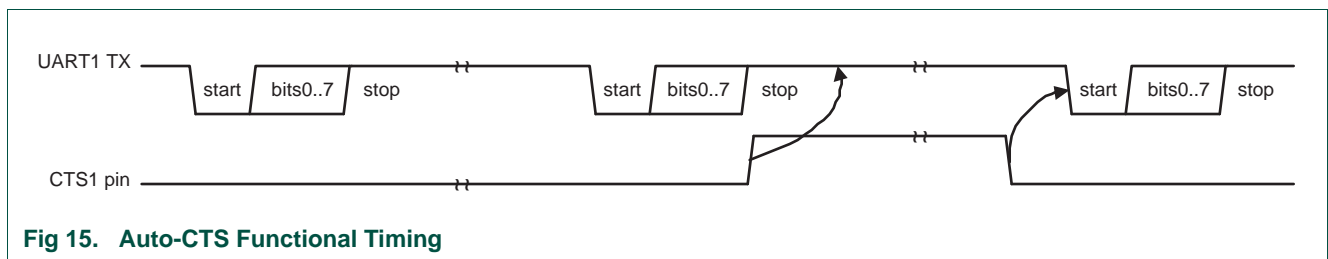 UART1 TX
start bits0..7 stop start bits0..7 stop start bits0..7 stop
CTS1 pin
Fig 15. Auto-CTS Functional Timing